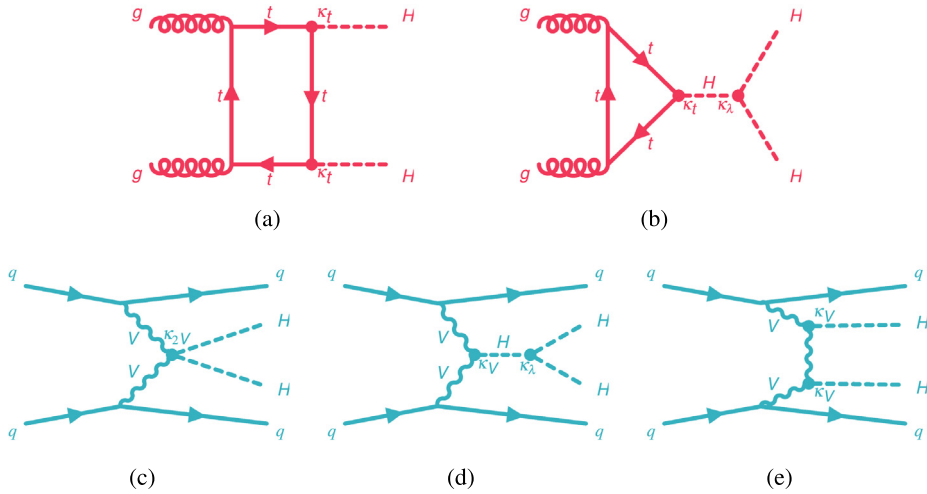 g t κt H
t t
g t κt H
(a)
g t H
t H κt κλ
g t H
(b)
q q
V κ2V H
V H
q q
(c)
q q
V H H
V κV κλ H
q q
(d)
q q
V κV H
V κV H
q q
(e)